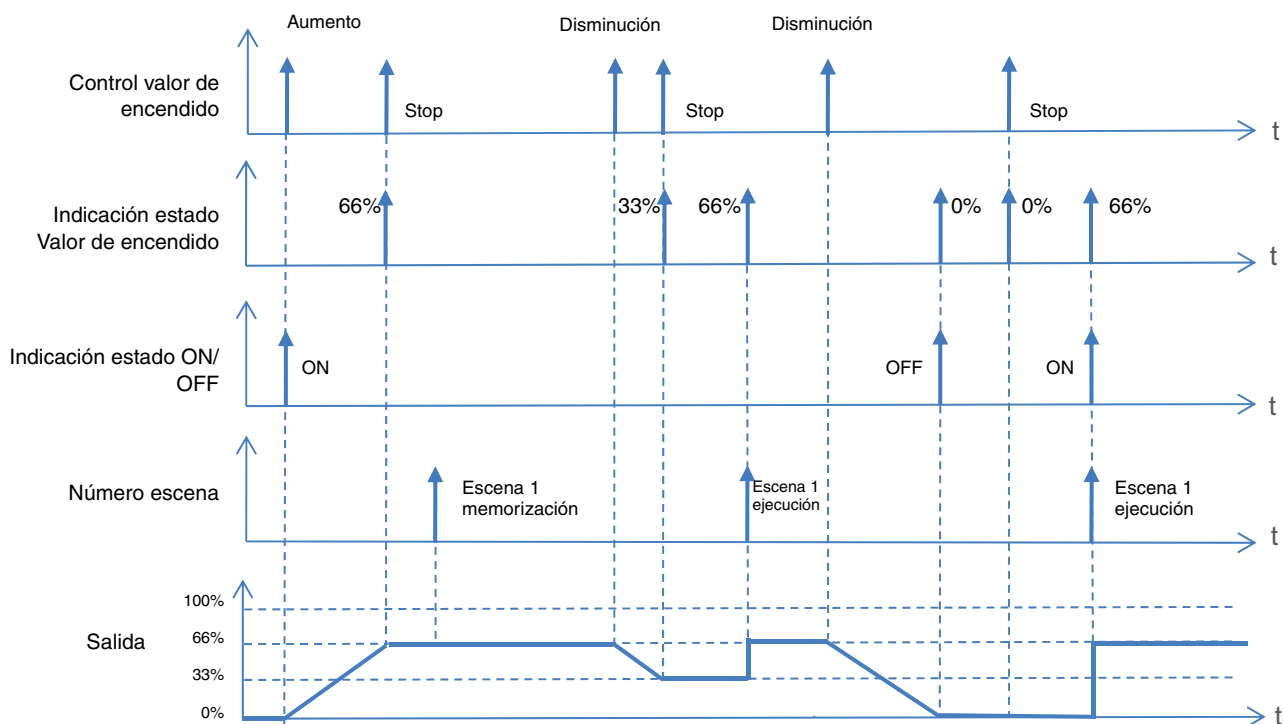 Aumento
Disminución
Disminución
Control valor de
encendido
Stop
Stop
Stop
t
66%
33%
66%
0%
0%
66%
Indicación estado
Valor de encendido
t
Indicación estado ON/
OFF
ON
OFF
ON
t
Número escena
Escena 1
memorización
Escena 1
ejecución
Escena 1
ejecución
t
100%
Salida
66%
33%
0%
t